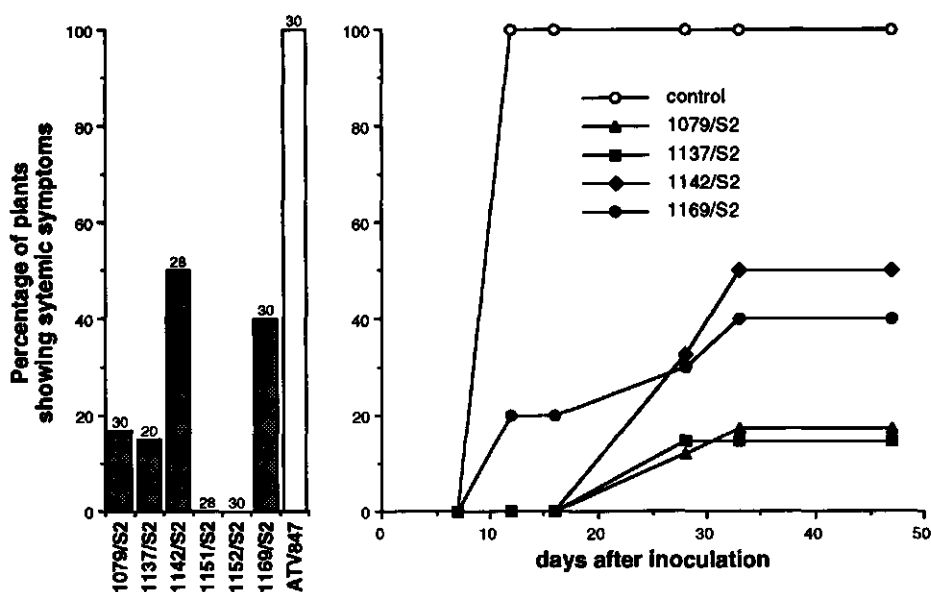 Percentage of plants
showing sytemic symptoms
100
80
60
40
20
0
30
20
28
28
30
30
30
1079/S2
1137/S2
1142/S2
1151/S2
1152/S2
1169/S2
ATV847
100
80
60
40
20
0
control
1079/S2
1137/S2
1142/S2
1169/S2
0 10 20 30 40 50
days after inoculation